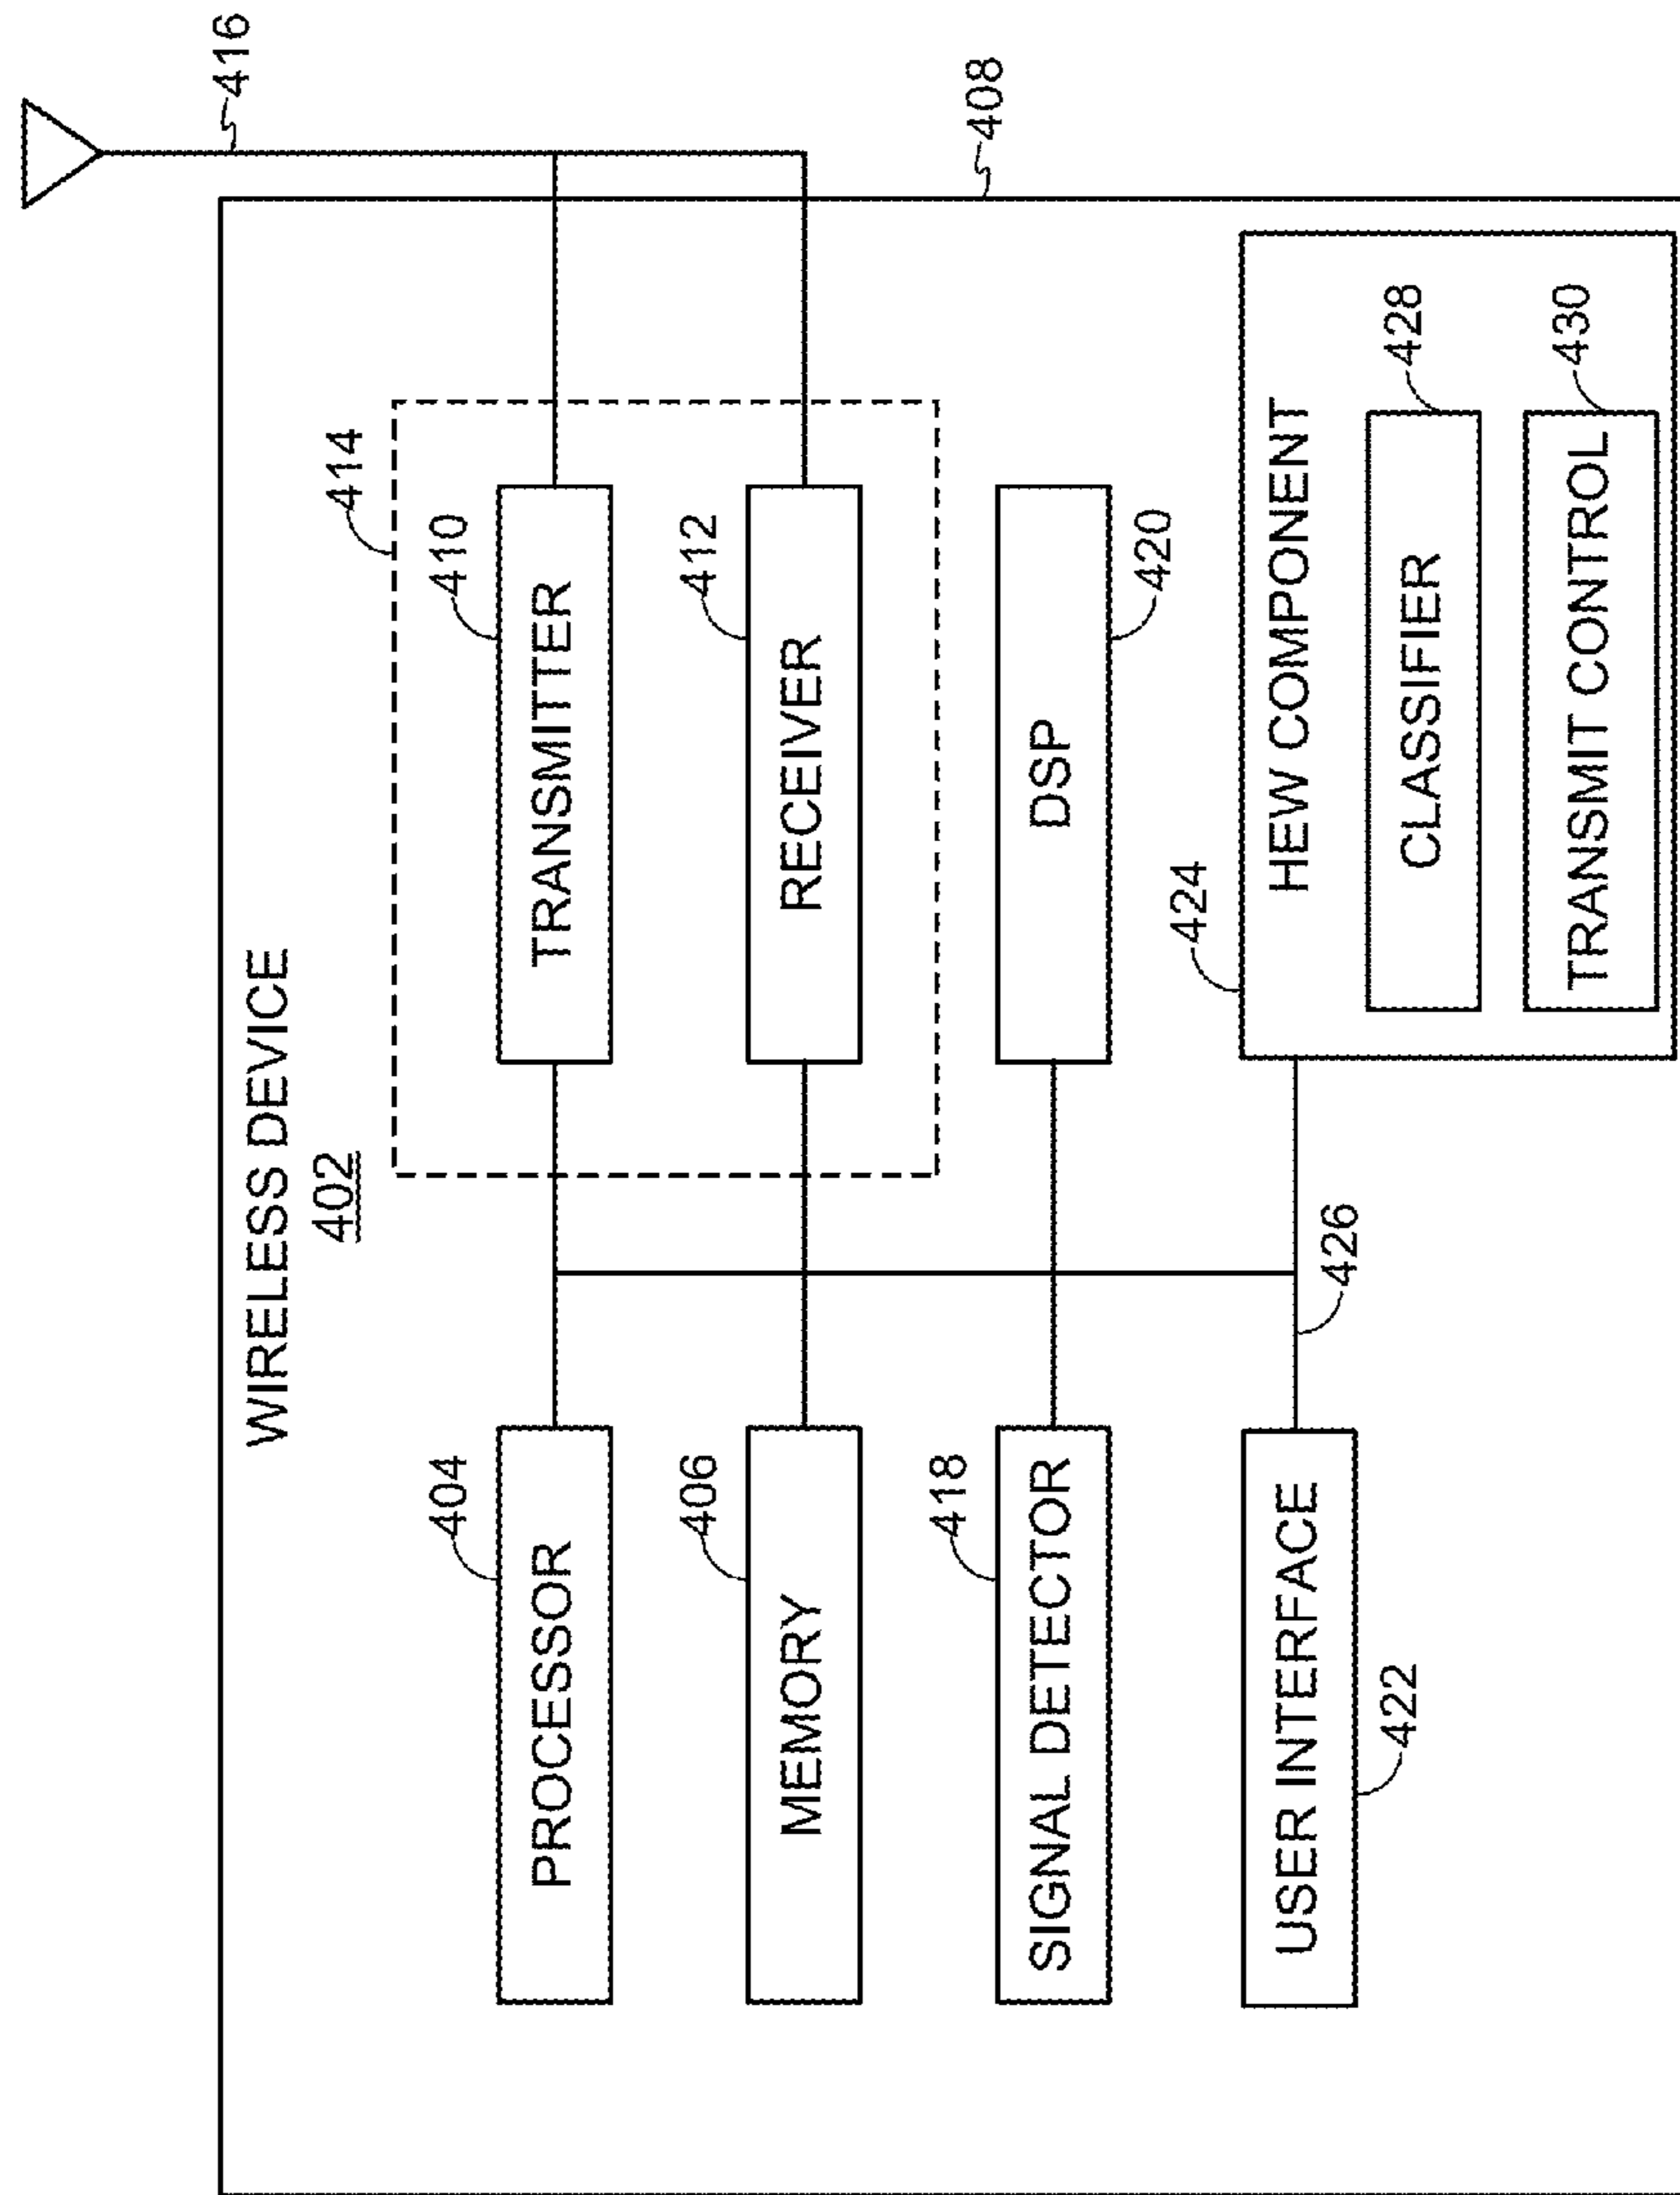 416
WIRELESS DEVICE
402
408
414
404
PROCESSOR
410
TRANSMITTER
406
MEMORY
412
RECEIVER
418
SIGNAL DETECTOR
DSP
420
424
USER INTERFACE
422
426
HEW COMPONENT
428
CLASSIFIER
430
TRANSMIT CONTROL